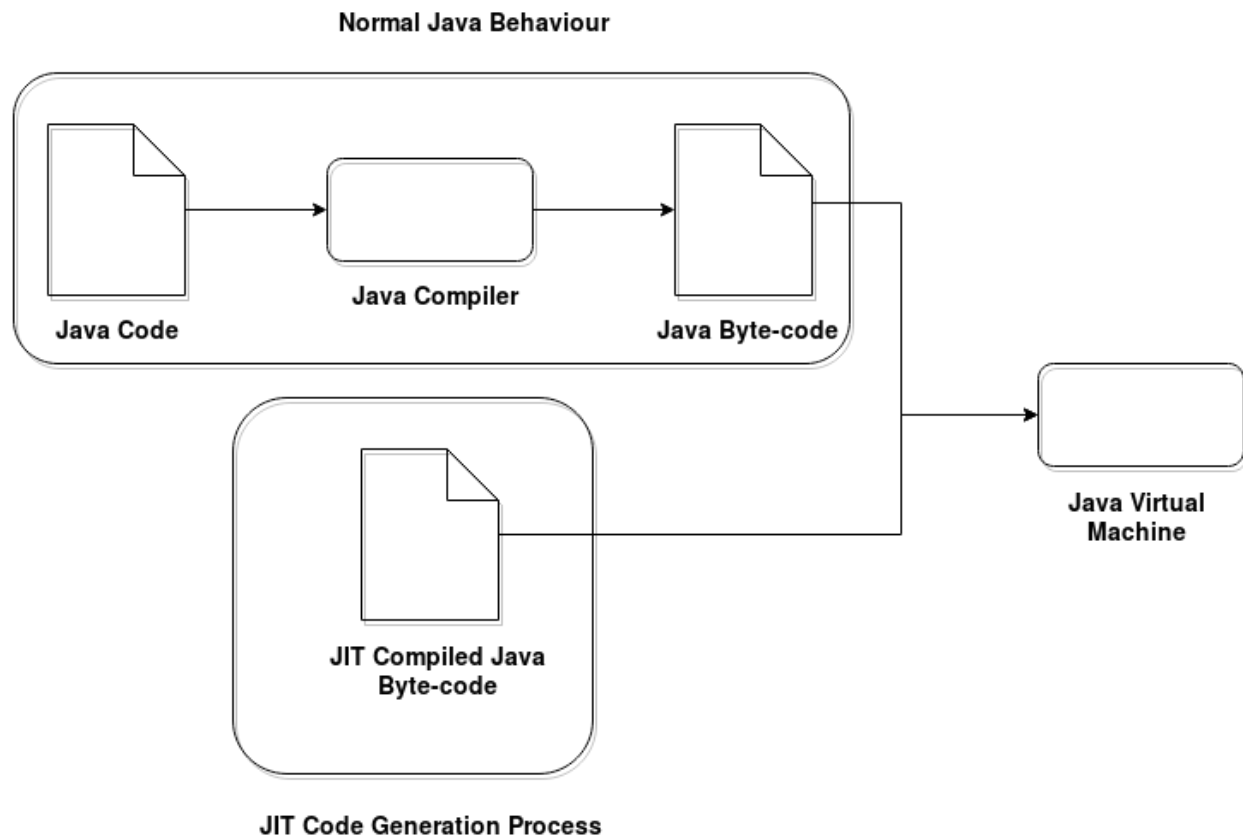 Normal Java Behaviour
Java Code
Java Compiler
Java Byte-code
Java Virtual
Machine
JIT Compiled Java
Byte-code
JIT Code Generation Process